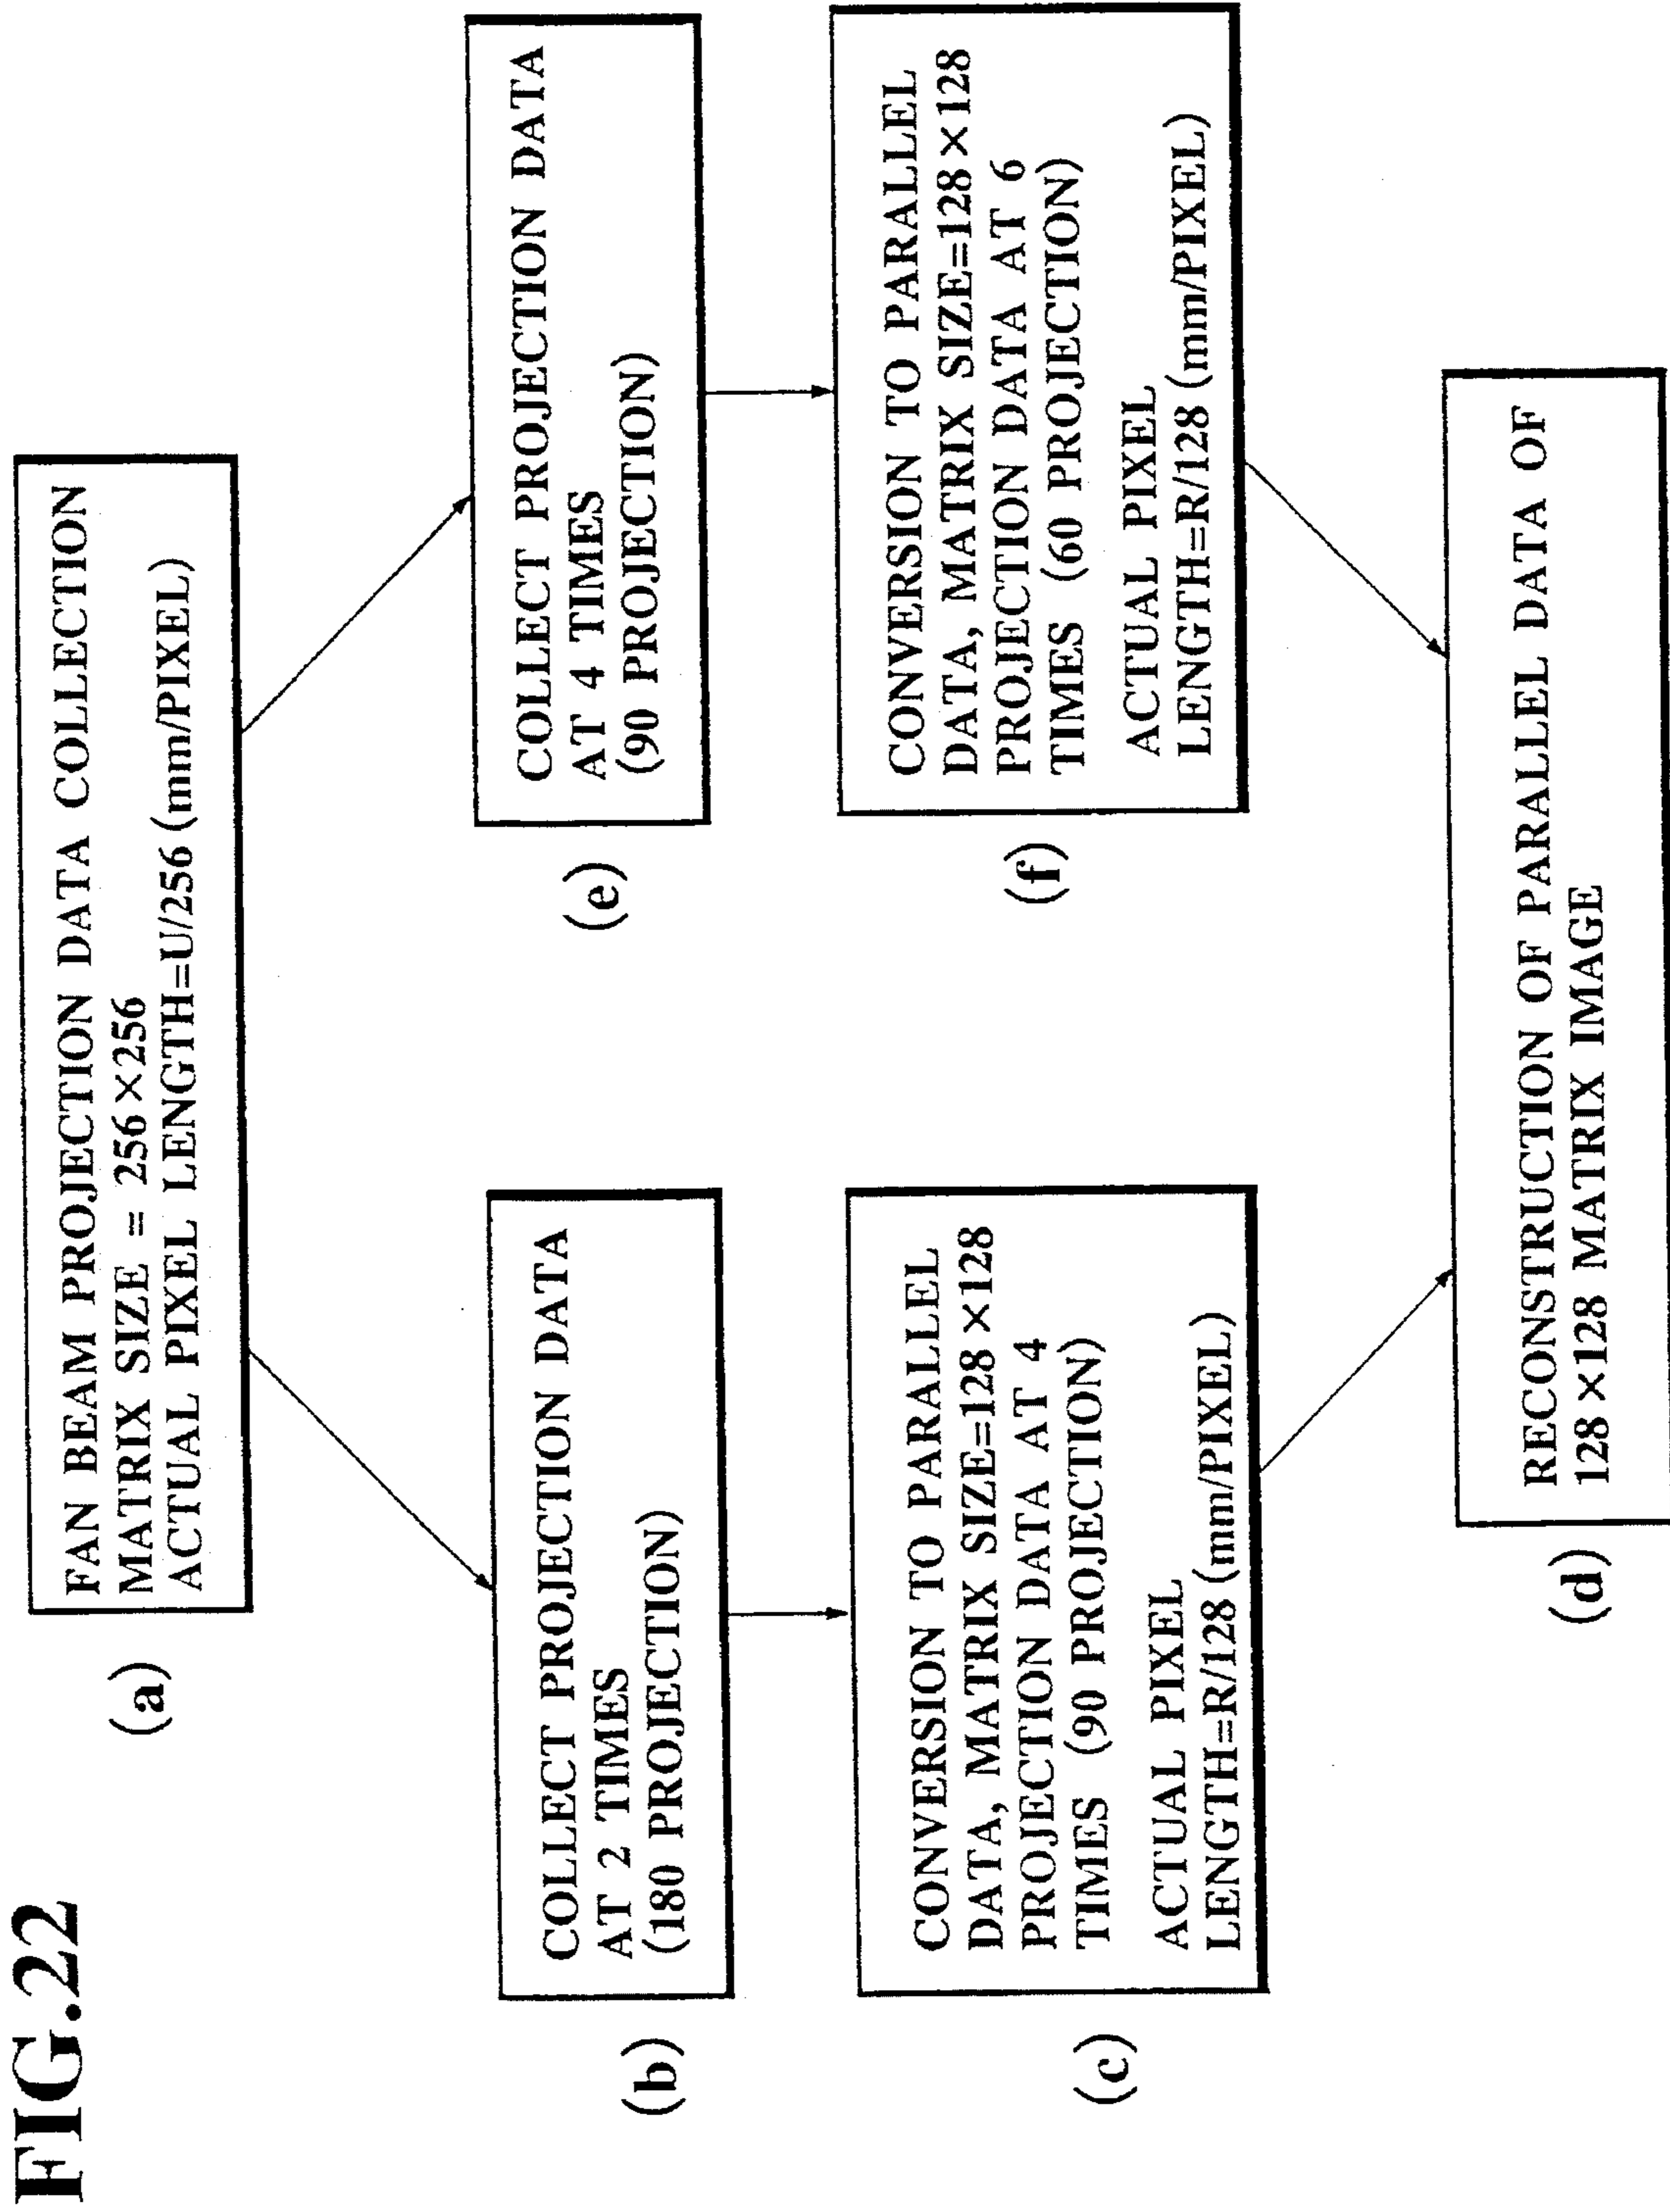 FIG.22
(a)
FAN BEAM PROJECTION DATA COLLECTION
MATRIX SIZE = 256×256
ACTUAL PIXEL LENGTH=U/256 (mm/PIXEL)
(b)
COLLECT PROJECTION DATA
AT 2 TIMES
(180 PROJECTION)
(e)
COLLECT PROJECTION DATA
AT 4 TIMES
(90 PROJECTION)
(c)
CONVERSION TO PARALLEL
DATA, MATRIX SIZE=128×128
PROJECTION DATA AT 4
TIMES (90 PROJECTION)
ACTUAL PIXEL
LENGTH=R/128 (mm/PIXEL)
(f)
CONVERSION TO PARALLEL
DATA, MATRIX SIZE=128×128
PROJECTION DATA AT 6
TIMES (60 PROJECTION)
ACTUAL PIXEL
LENGTH=R/128 (mm/PIXEL)
(d)
RECONSTRUCTION OF PARALLEL DATA OF
128×128 MATRIX IMAGE